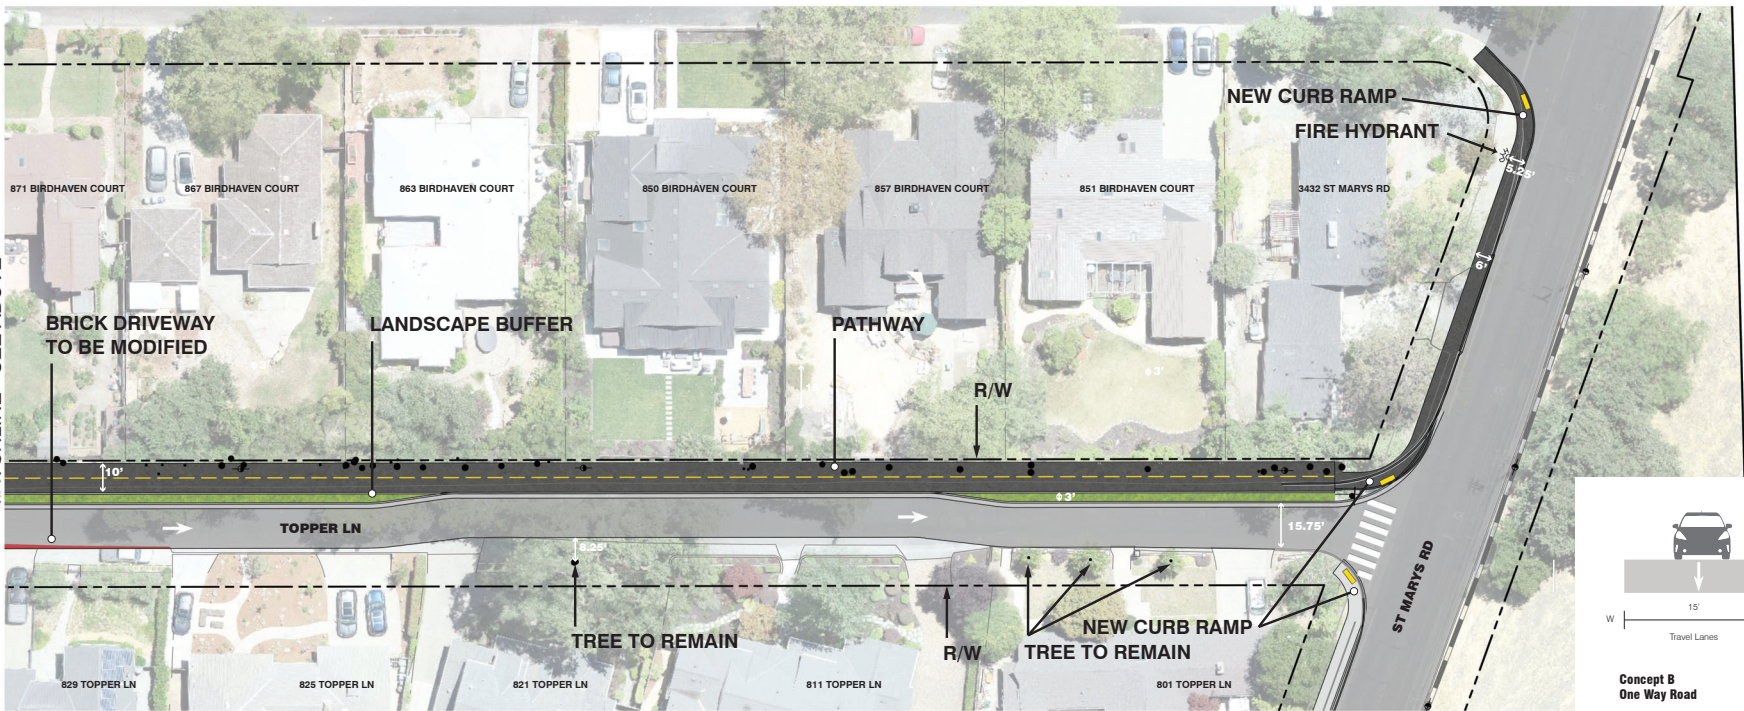 NEW CURB RAMP
FIRE HYDRANT
5.25'
871 BIRDHAVEN COURT
867 BIRDHAVEN COURT
863 BIRDHAVEN COURT
850 BIRDHAVEN COURT
857 BIRDHAVEN COURT
851 BIRDHAVEN COURT
3432 ST MARYS RD
6'
BRICK DRIVEWAY
TO BE MODIFIED
LANDSCAPE BUFFER
PATHWAY
3'
R/W
10'
3'
TOPPER LN
15.75'
8.25'
ST MARYS RD
TREE TO REMAIN
R/W
NEW CURB RAMP
TREE TO REMAIN
829 TOPPER LN
825 TOPPER LN
821 TOPPER LN
811 TOPPER LN
801 TOPPER LN
15'
W
Travel Lanes
Concept B
One Way Road